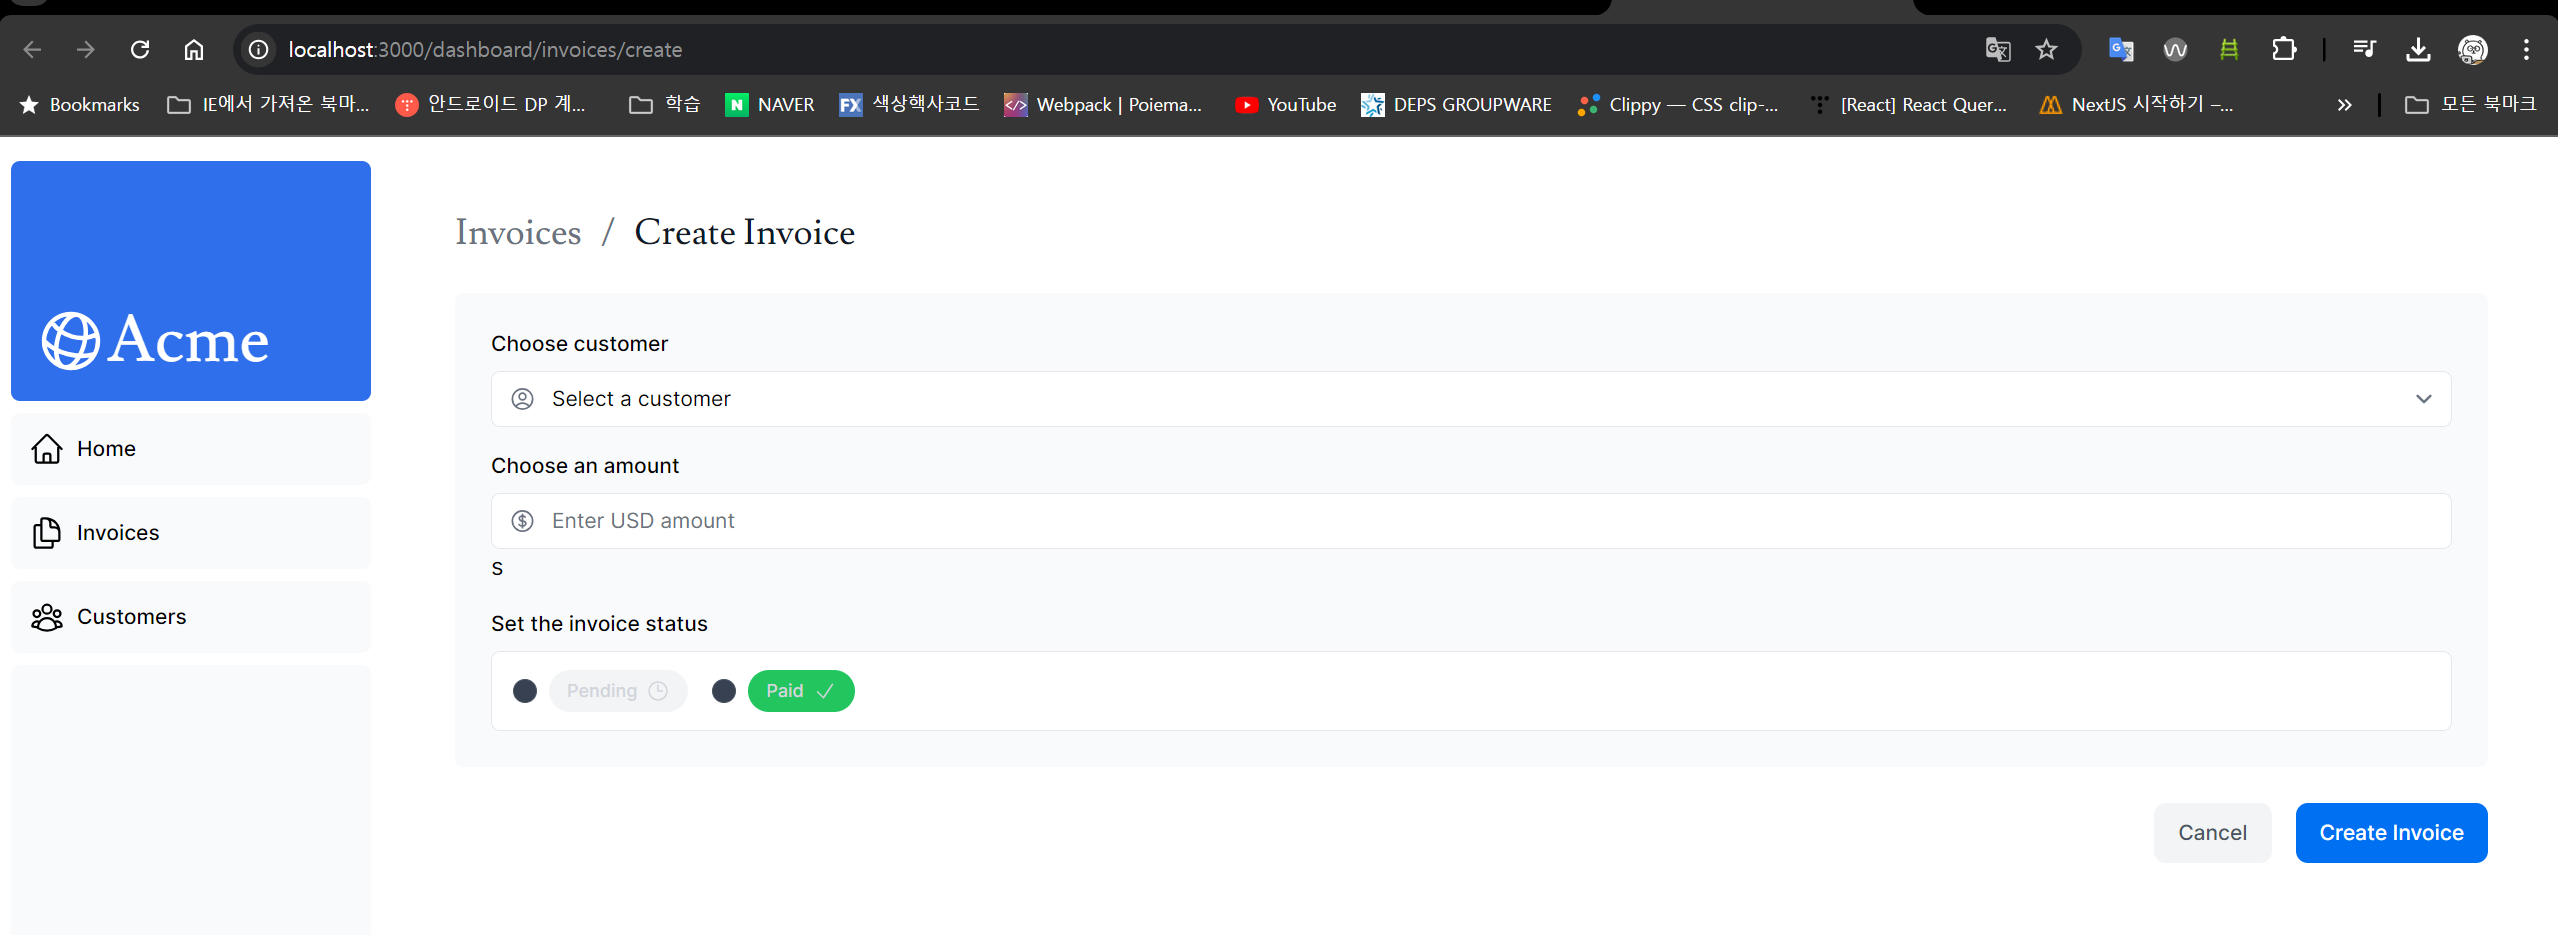 localhost:3000/dashboard/invoices/create
Bookmarks IE에서 가져온 북마... 안드로이드 DP 계... 학습 NAVER 색상핵사코드 Webpack | Poiema... YouTube DEPS GROUPWARE Clippy — CSS clip-... [React] React Quer... NextJS 시작하기 –... 모든 북마크
Acme
Home
Invoices
Customers
Invoices / Create Invoice
Choose customer
Select a customer
Choose an amount
Enter USD amount
s
Set the invoice status
Pending Paid
Cancel Create Invoice